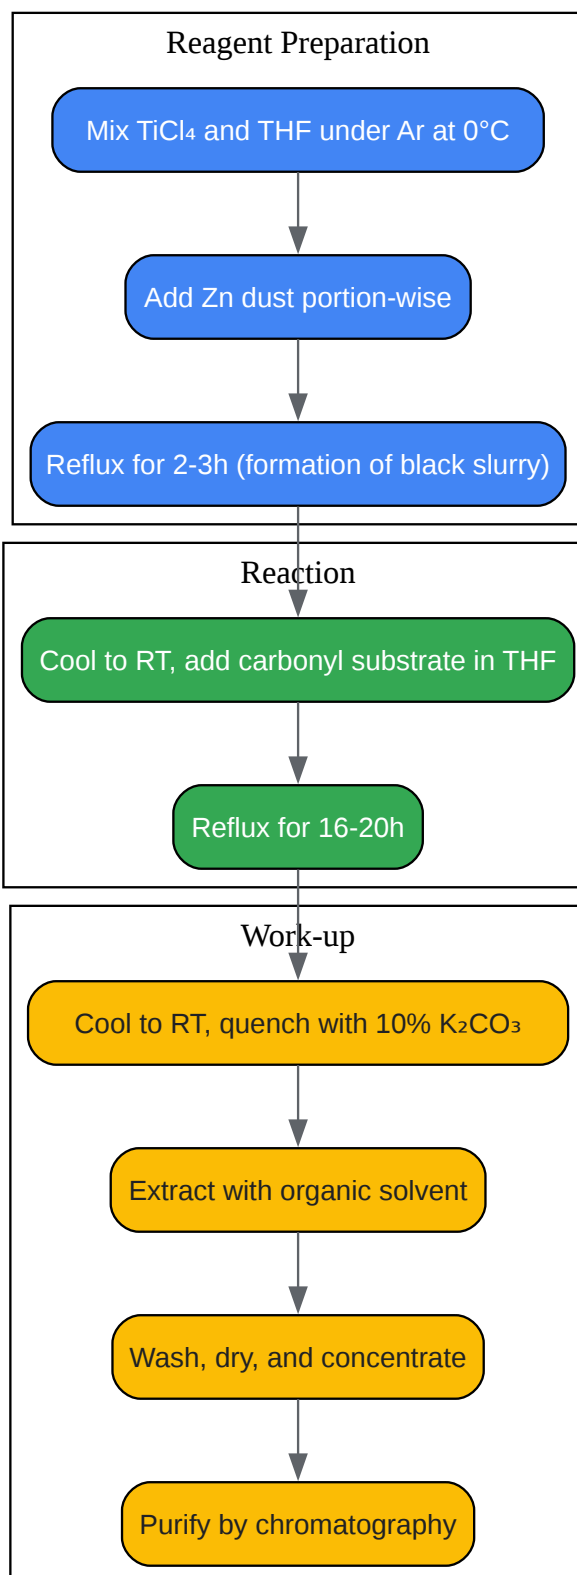 Reagent Preparation
Mix TiCl₄ and THF under Ar at 0°C
Add Zn dust portion-wise
Reflux for 2-3h (formation of black slurry)
Reaction
Cool to RT, add carbonyl substrate in THF
Reflux for 16-20h
Work-up
Cool to RT, quench with 10% K₂CO₃
Extract with organic solvent
Wash, dry, and concentrate
Purify by chromatography